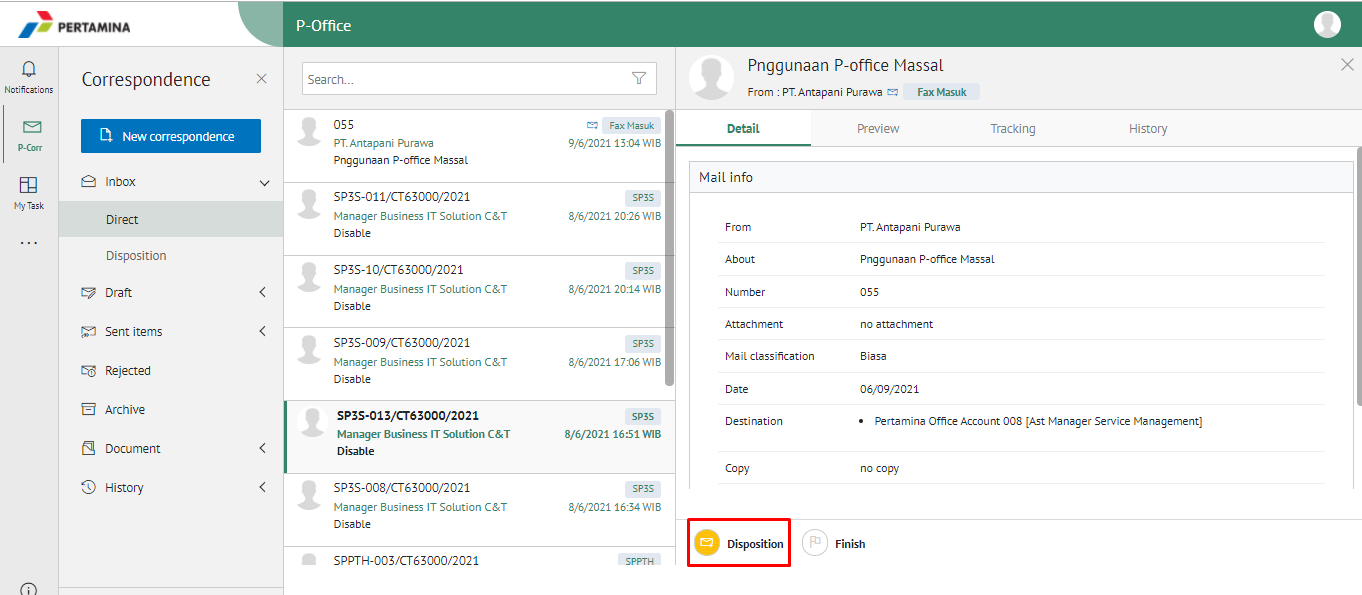 PERTAMINA
P-Office
Notifications
P-Corr
My Task
Correspondence
New correspondence
Inbox
Direct
Disposition
Draft
Sent items
Rejected
Archive
Document
History
Search...
055
Fax Masuk
PT. Antapani Purawa
9/6/2021 13:04 WIB
Pnggunaan P-office Massal
SP3S-011/CT63000/2021
SP3S
Manager Business IT Solution C&T
8/6/2021 20:26 WIB
Disable
SP3S-10/CT63000/2021
SP3S
Manager Business IT Solution C&T
8/6/2021 20:14 WIB
Disable
SP3S-009/CT63000/2021
SP3S
Manager Business IT Solution C&T
8/6/2021 17:06 WIB
Disable
SP3S-013/CT63000/2021
SP3S
Manager Business IT Solution C&T
8/6/2021 16:51 WIB
Disable
SP3S-008/CT63000/2021
SP3S
Manager Business IT Solution C&T
8/6/2021 16:34 WIB
Disable
SPPTH-003/CT63000/2021
SPPTH
Pnggunaan P-office Massal
From : PT. Antapani Purawa
Fax Masuk
Detail
Preview
Tracking
History
Mail info
From PT. Antapani Purawa
About Pnggunaan P-office Massal
Number 055
Attachment no attachment
Mail classification Biasa
Date 06/09/2021
Destination • Pertamina Office Account 008 [Ast Manager Service Management]
Copy no copy
Disposition
Finish